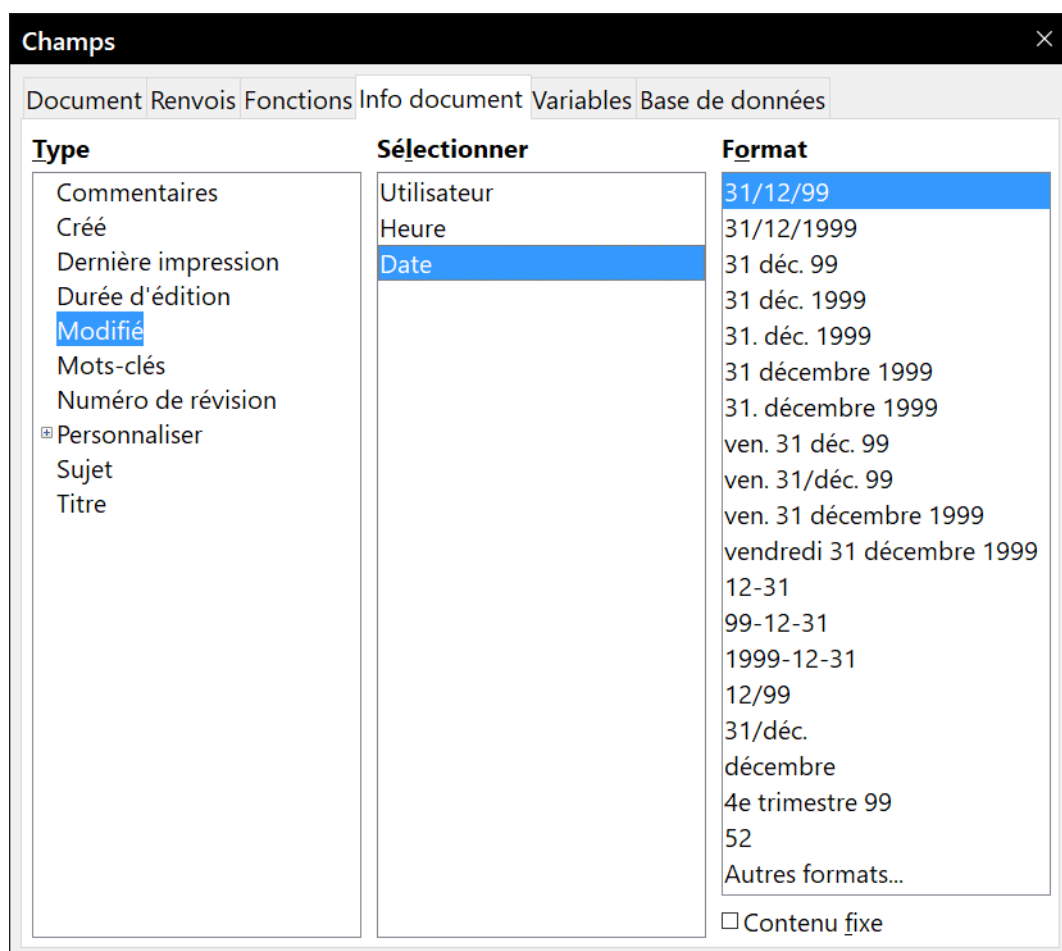 Champs
Document Renvois Fonctions Info document Variables Base de données
Type
Commentaires
Créé
Dernière impression
Durée d'édition
Modifié
Mots-clés
Numéro de révision
Personnaliser
Sujet
Titre
Sélectionner
Utilisateur
Heure
Date
Format
31/12/99
31/12/1999
31 déc. 99
31 déc. 1999
31. déc. 1999
31 décembre 1999
31. décembre 1999
ven. 31 déc. 99
ven. 31/déc. 99
ven. 31 décembre 1999
vendredi 31 décembre 1999
12-31
99-12-31
1999-12-31
12/99
31/déc.
décembre
4e trimestre 99
52
Autres formats...
Contenu fixe